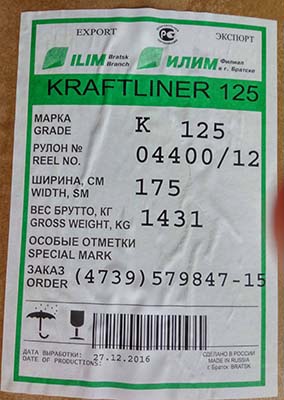 EXPORT PC ЭКСПОРТ
ILIM Bratsk Branch ИЛИМ Филиал в г. Братске
KRAFTLINER 125
МАРКА
GRADE K 125
РУЛОН №
REEL NO. 04400/12
ШИРИНА, СМ
WIDTH, SM 175
ВЕС БРУТТО, КГ
GROSS WEIGHT, KG 1431
ОСОБЫЕ ОТМЕТКИ
SPECIAL MARK
ЗАКАЗ
ORDER (4739)579847-15
ДАТА ВЫРАБОТКИ:
DATE OF PRODUCTIONS: 27.12.2016
СДЕЛАНО В РОССИИ
MADE IN RUSSIA
г. Братск BRATSK